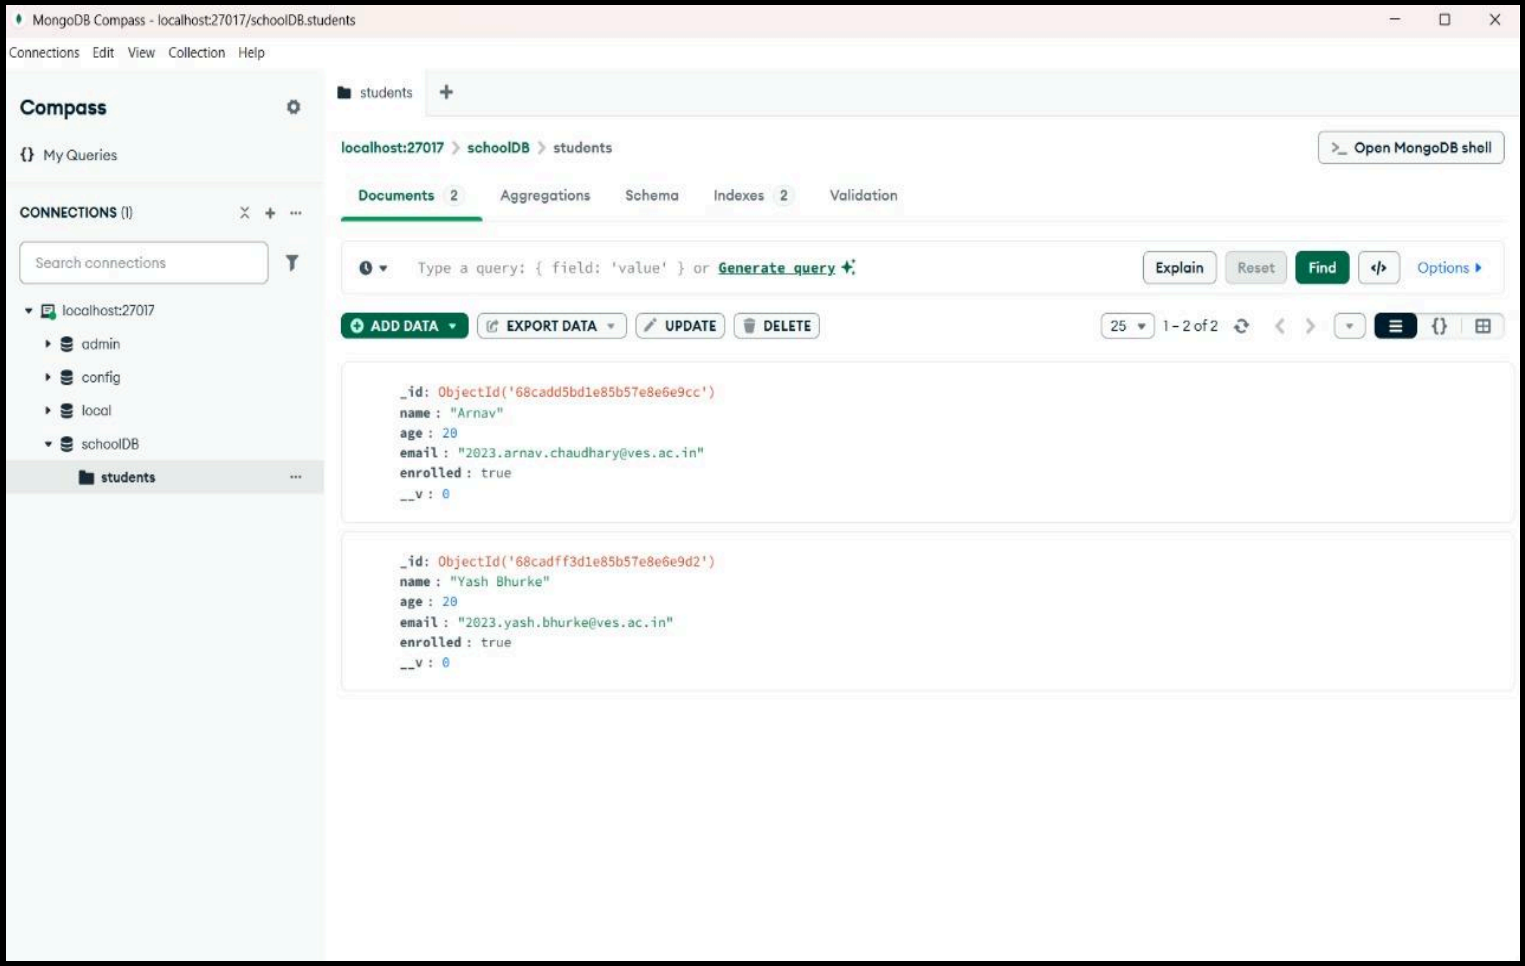 MongoDB Compass - localhost:27017/schoolDB.students
Connections Edit View Collection Help
Compass
{} My Queries
CONNECTIONS (1)
Search connections
localhost:27017
admin
config
local
schoolDB
students
students
localhost:27017 > schoolDB > students
>_ Open MongoDB shell
Documents 2 Aggregations Schema Indexes 2 Validation
Type a query: { field: 'value' } or Generate query
Explain Reset Find </> Options
ADD DATA EXPORT DATA UPDATE DELETE
25 1 – 2 of 2 {}
_id: ObjectId('68cadd5bd1e85b57e8e6e9cc')
name : "Arnav"
age : 20
email : "2023.arnav.chaudhary@ves.ac.in"
enrolled : true
__v : 0
_id: ObjectId('68cadff3d1e85b57e8e6e9d2')
name : "Yash Bhurke"
age : 20
email : "2023.yash.bhurke@ves.ac.in"
enrolled : true
__v : 0